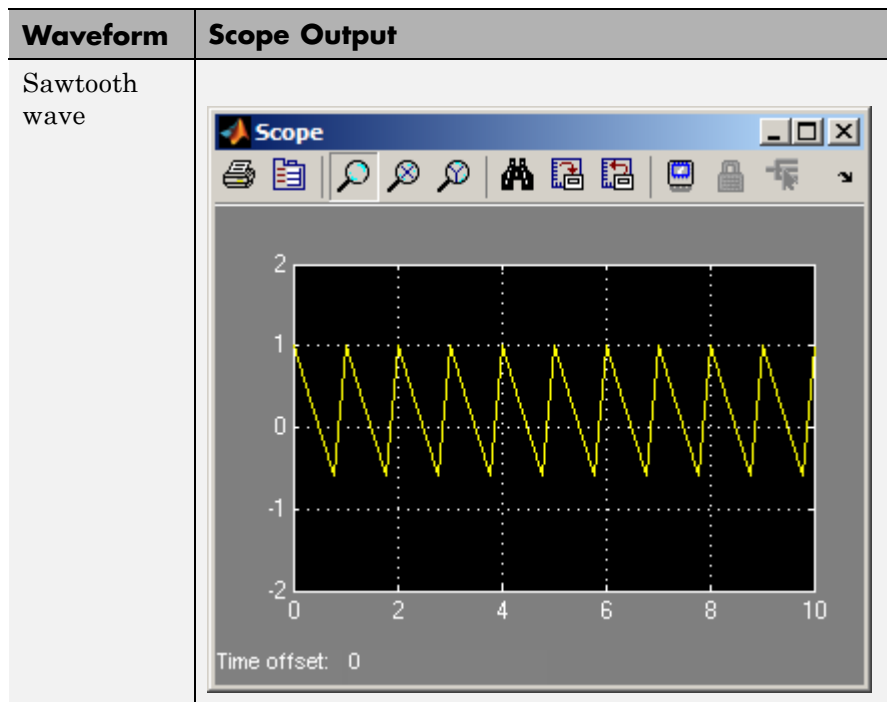 Waveform Scope Output
Sawtooth
wave
Scope
2
1
0
-1
-2
0 2 4 6 8 10
Time offset: 0